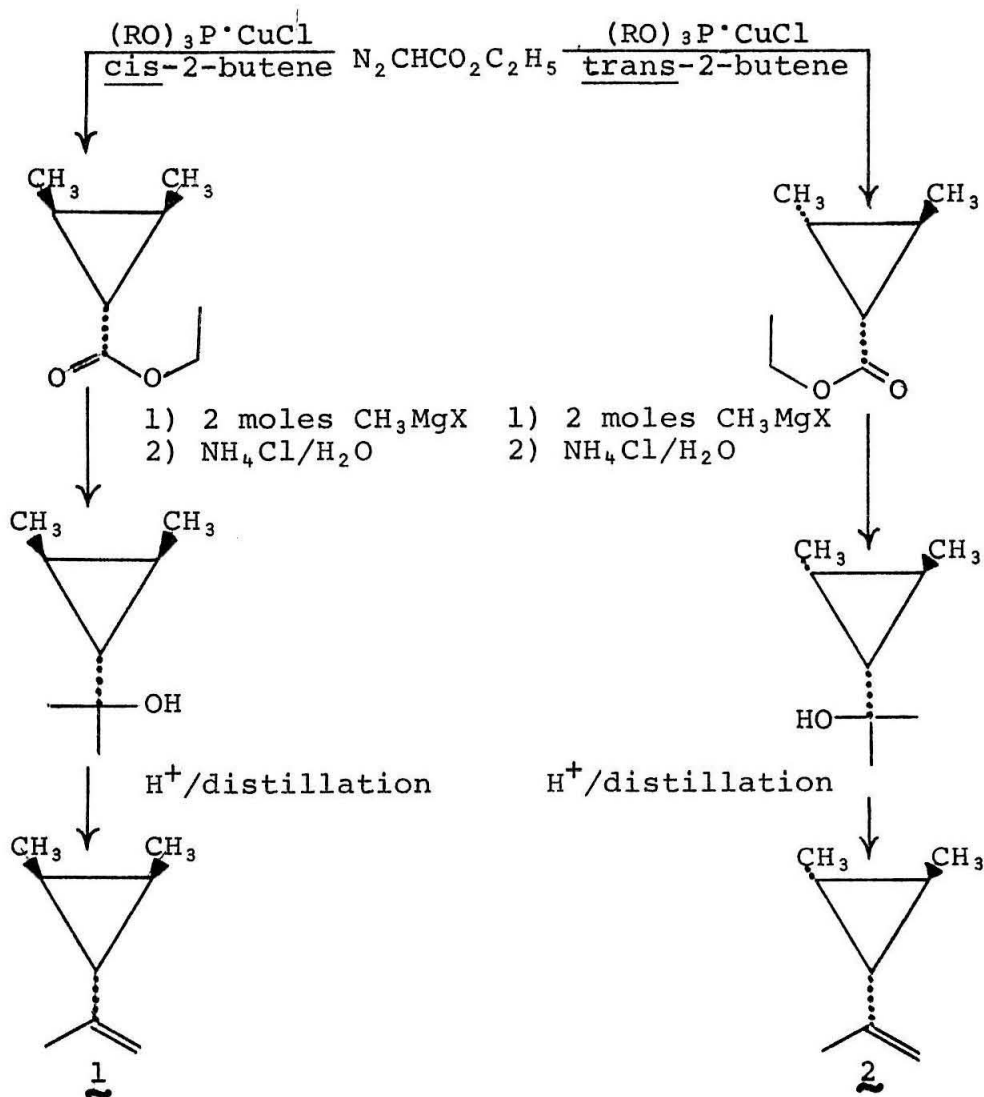 (RO)₃P·CuCl (RO)₃P·CuCl
cis-2-butene N₂CHCO₂C₂H₅ trans-2-butene
CH₃ CH₃ CH₃ CH₃
O O O O
1) 2 moles CH₃MgX 1) 2 moles CH₃MgX
2) NH₄Cl/H₂O 2) NH₄Cl/H₂O
CH₃ CH₃ CH₃ CH₃
OH HO
H⁺/distillation H⁺/distillation
CH₃ CH₃ CH₃ CH₃
1 2